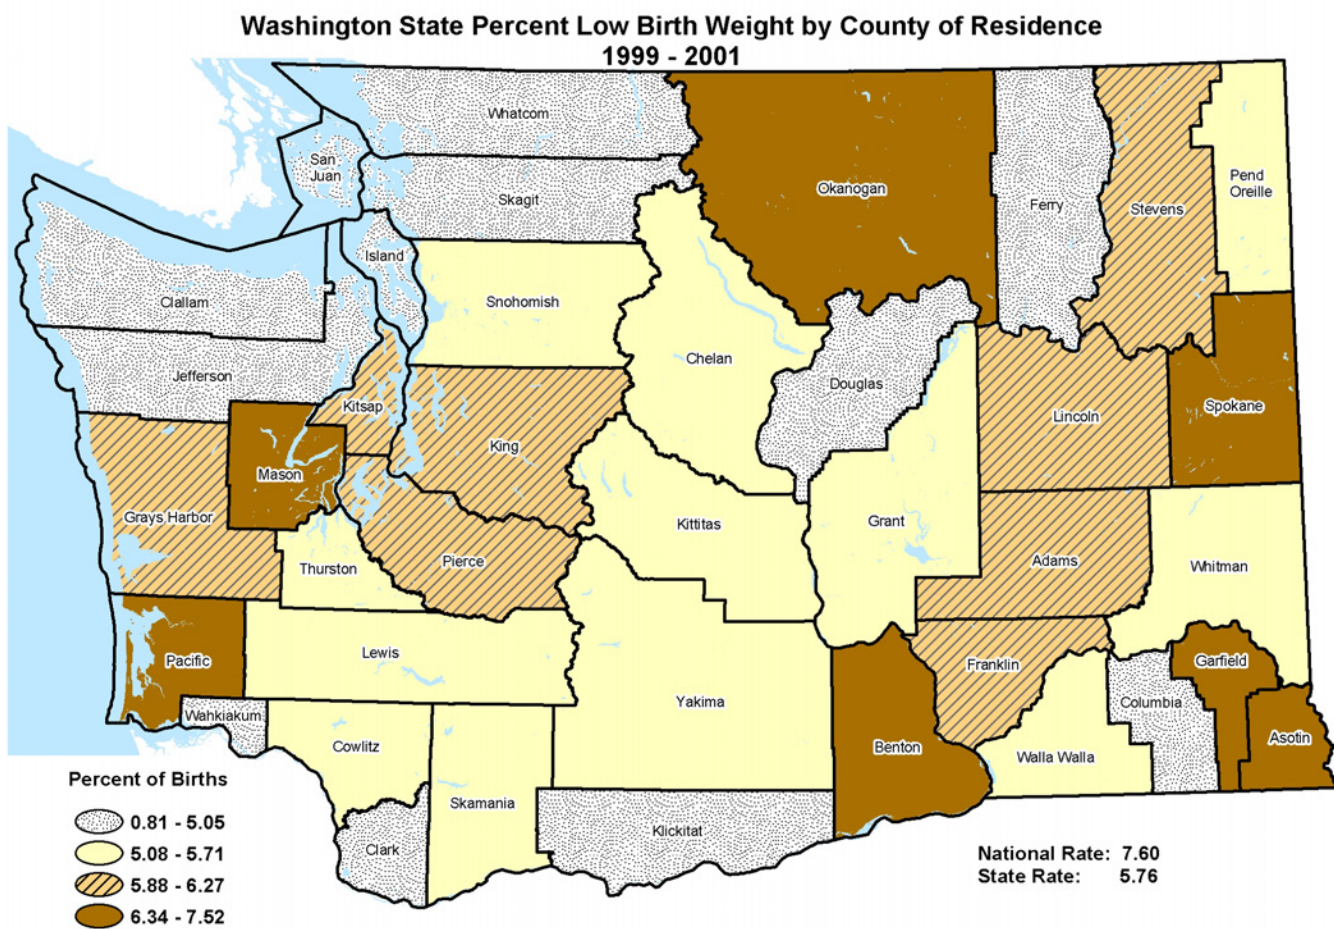 Washington State Percent Low Birth Weight by County of Residence
1999 - 2001
Whatcom
San
Juan
Skagit
Okanogan
Ferry
Stevens
Pend
Oreille
Island
Clallam
Snohomish
Jefferson
Chelan
Douglas
Kitsap
King
Lincoln
Spokane
Mason
Grays Harbor
Kittitas
Grant
Thurston
Pierce
Adams
Whitman
Pacific
Lewis
Yakima
Franklin
Garfield
Columbia
Wahkiakum
Cowlitz
Benton
Walla Walla
Asotin
Skamania
Klickitat
Clark
Percent of Births
0.81 - 5.05
5.08 - 5.71
5.88 - 6.27
6.34 - 7.52
National Rate: 7.60
State Rate: 5.76